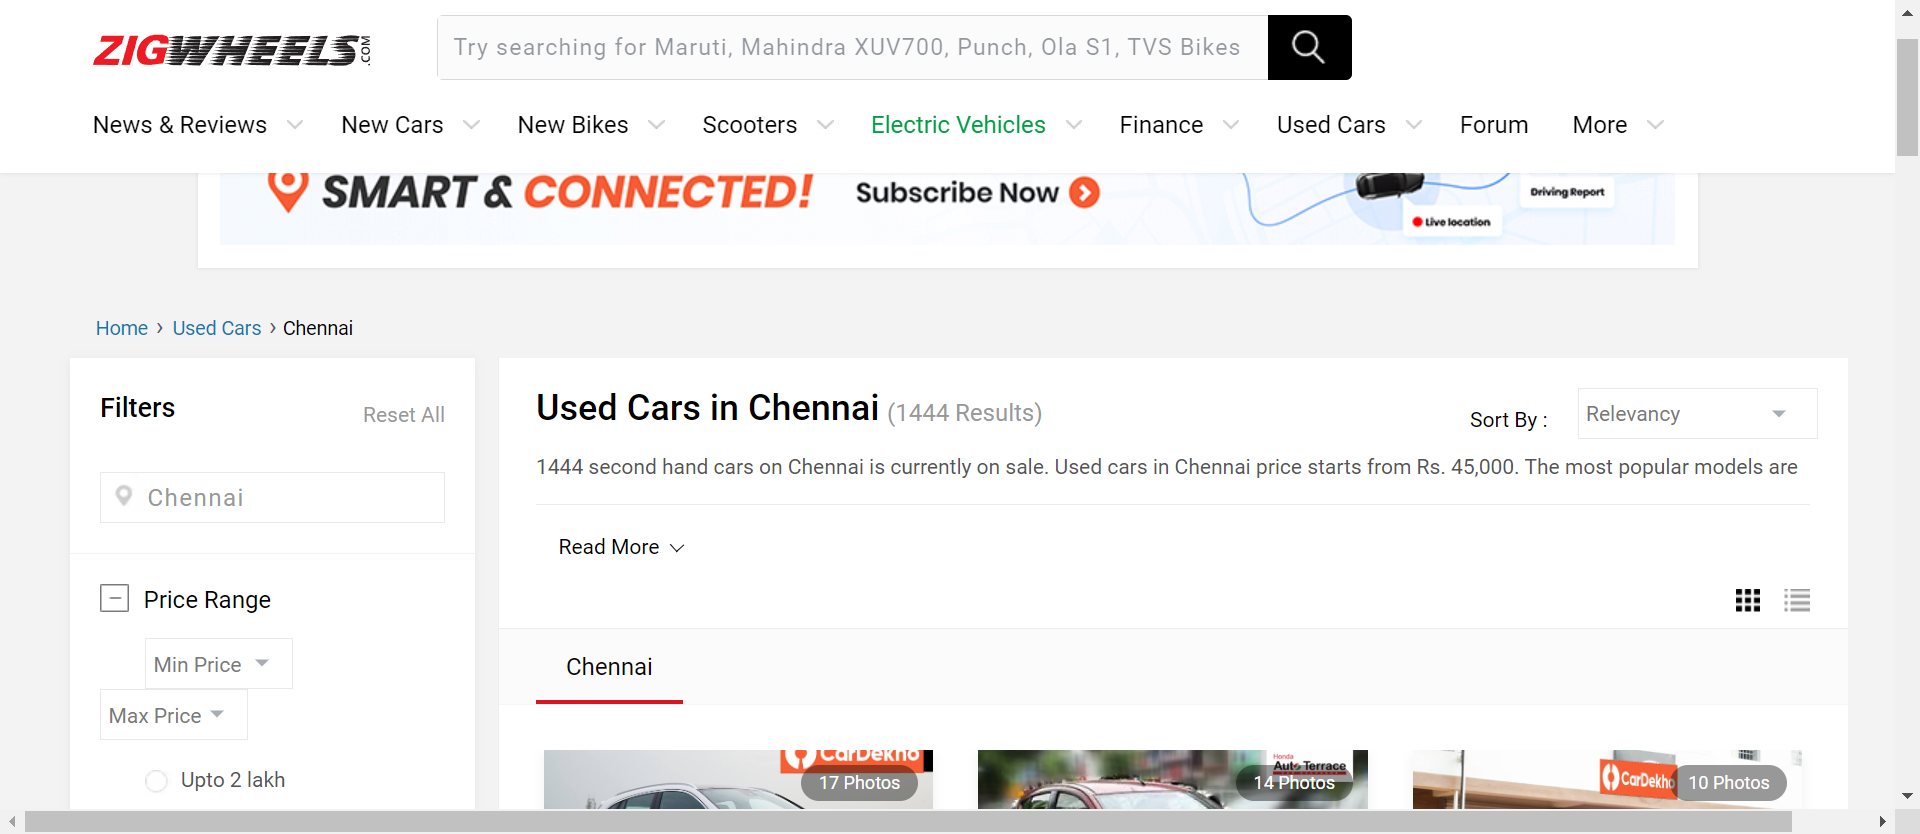 ZIGWHEELS.COM
Try searching for Maruti, Mahindra XUV700, Punch, Ola S1, TVS Bikes
News & Reviews New Cars New Bikes Scooters Electric Vehicles Finance Used Cars Forum More
SMART & CONNECTED! Subscribe Now
Driving Report
Live location
Home › Used Cars › Chennai
Filters
Reset All
Chennai
Price Range
Min Price
Max Price
Upto 2 lakh
Used Cars in Chennai (1444 Results)
Sort By : Relevancy
1444 second hand cars on Chennai is currently on sale. Used cars in Chennai price starts from Rs. 45,000. The most popular models are
Read More
Chennai
CarDekho
17 Photos
Honda
Auto Terrace
14 Photos
CarDekho
10 Photos